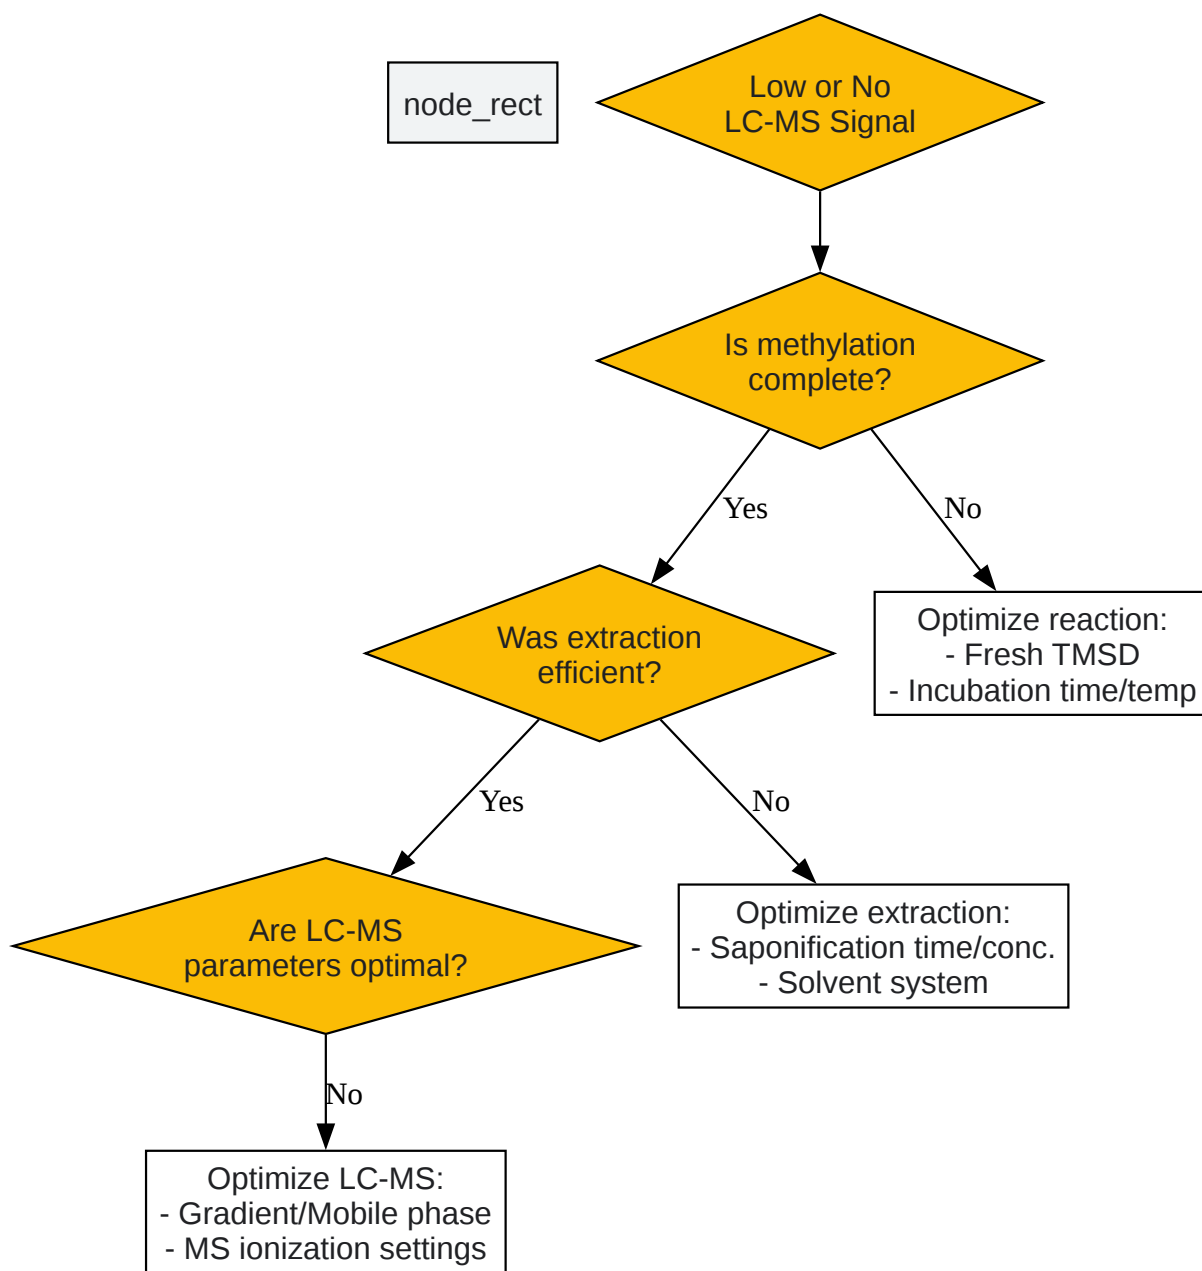 node_rect
Low or No
LC-MS Signal
Is methylation
complete?
Yes
No
Was extraction
efficient?
Optimize reaction:
- Fresh TMSD
- Incubation time/temp
Yes
No
Are LC-MS
parameters optimal?
Optimize extraction:
- Saponification time/conc.
- Solvent system
No
Optimize LC-MS:
- Gradient/Mobile phase
- MS ionization settings